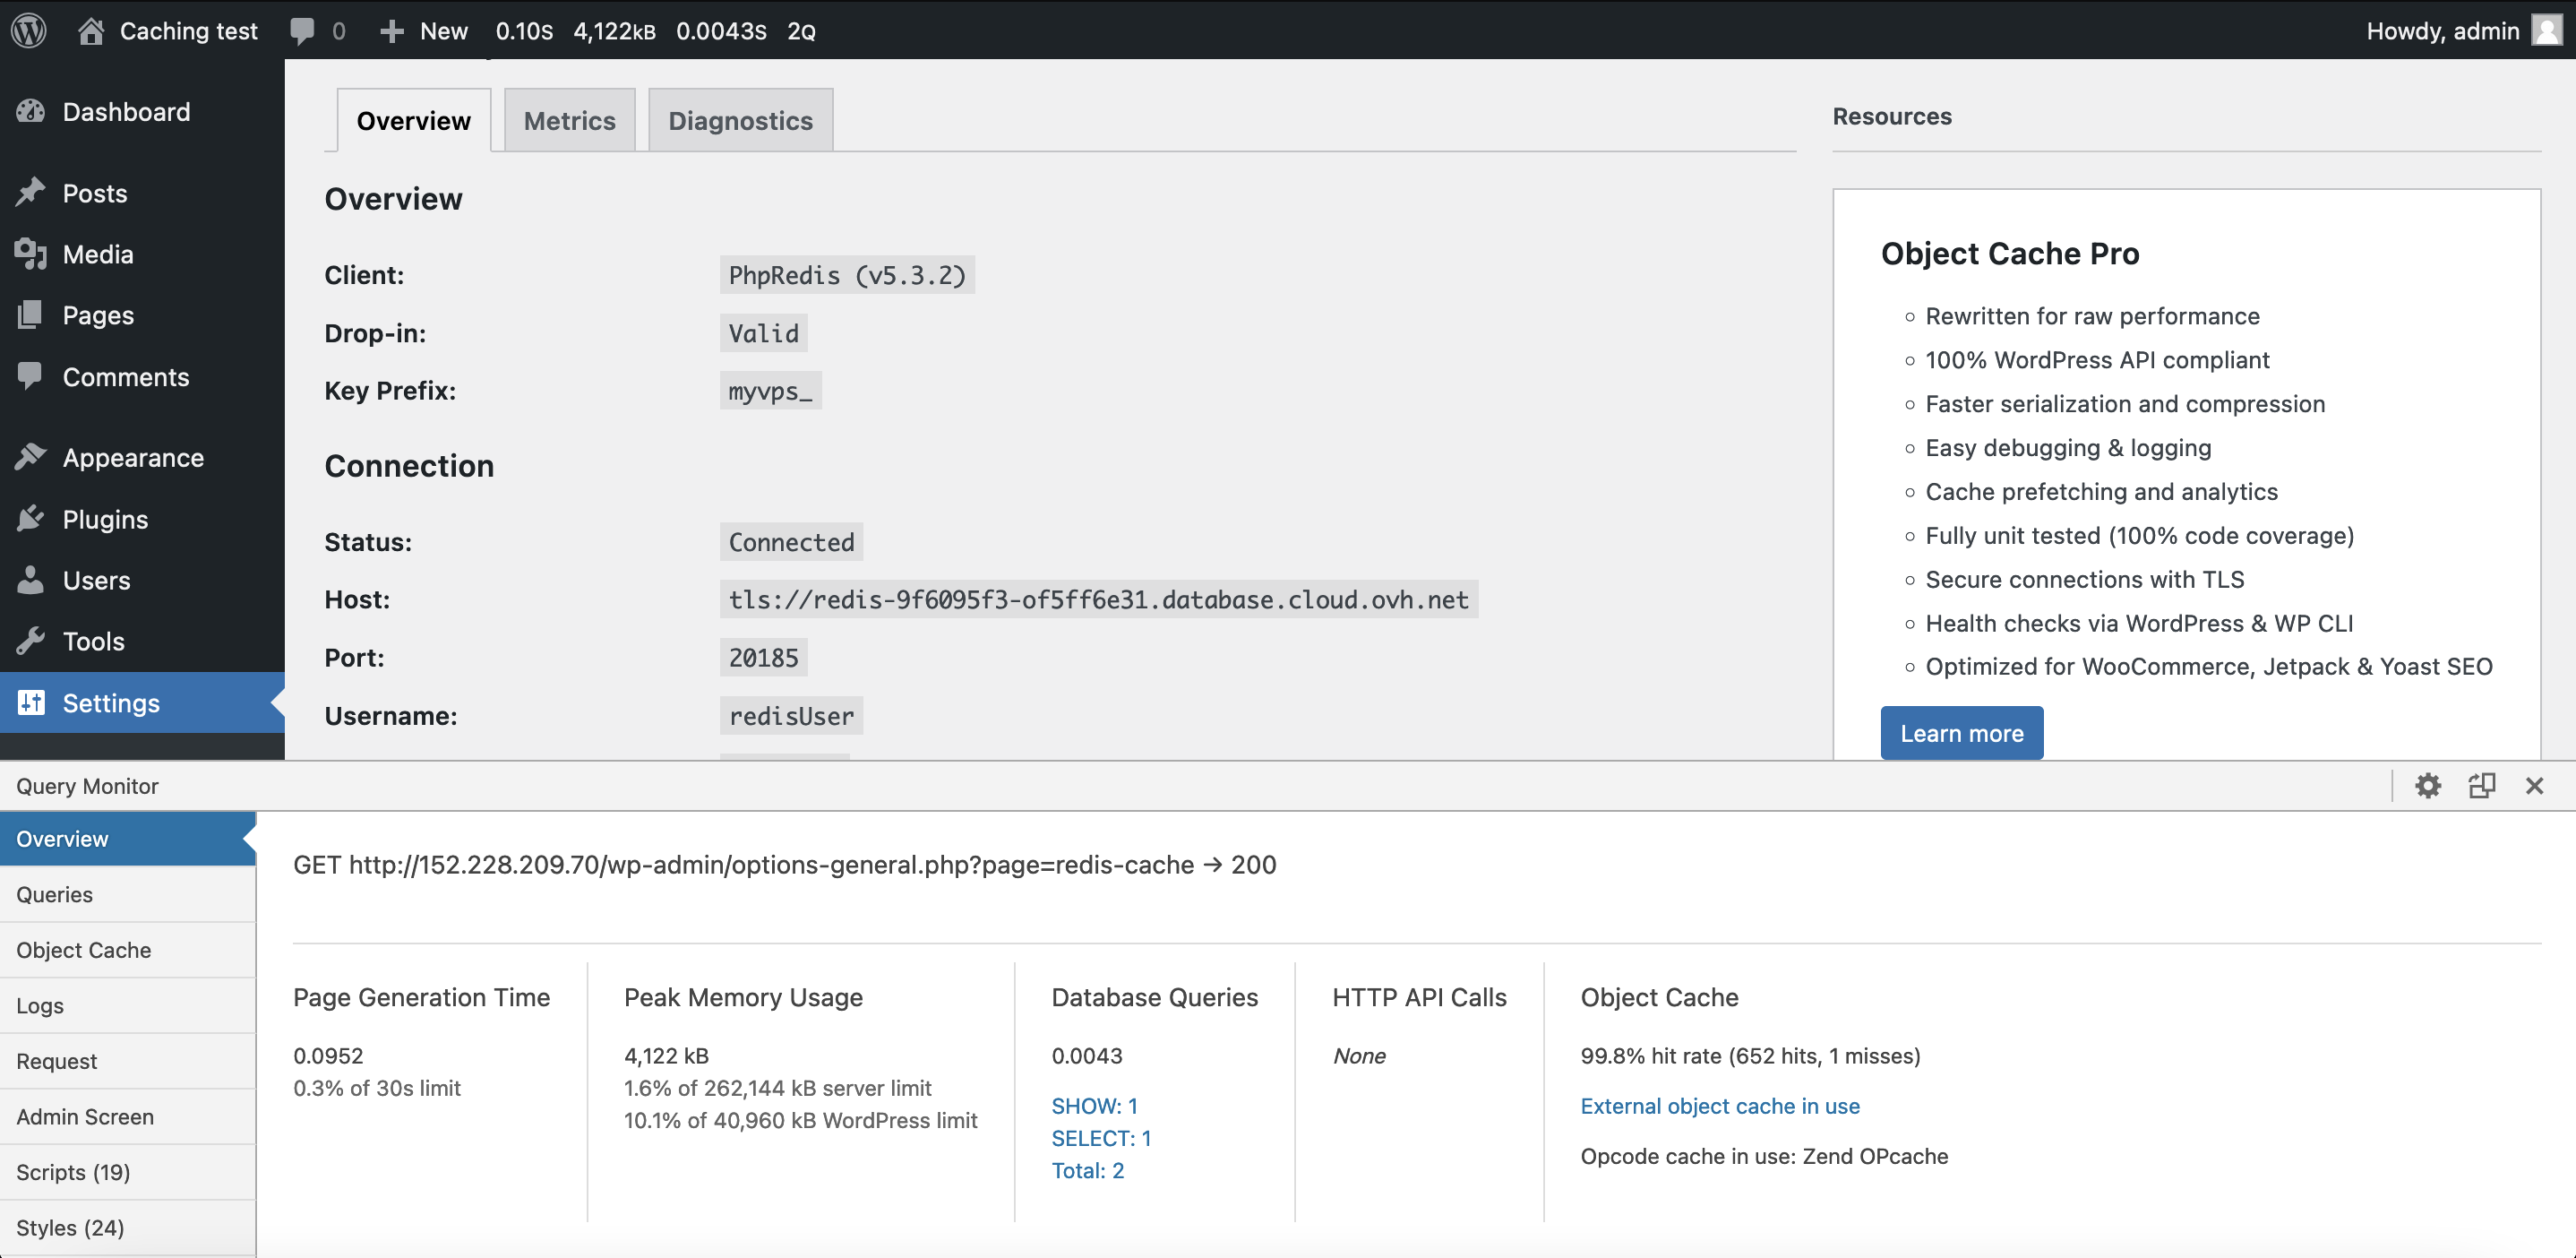 Caching test 0 New 0.10S 4,122kB 0.0043S 2Q Howdy, admin
Dashboard
Posts
Media
Pages
Comments
Appearance
Plugins
Users
Tools
Settings
Overview Metrics Diagnostics
Overview
Client: PhpRedis (v5.3.2)
Drop-in: Valid
Key Prefix: myvps_
Connection
Status: Connected
Host: tls://redis-9f6095f3-of5ff6e31.database.cloud.ovh.net
Port: 20185
Username: redisUser
Resources
Object Cache Pro
Rewritten for raw performance
100% WordPress API compliant
Faster serialization and compression
Easy debugging & logging
Cache prefetching and analytics
Fully unit tested (100% code coverage)
Secure connections with TLS
Health checks via WordPress & WP CLI
Optimized for WooCommerce, Jetpack & Yoast SEO
Learn more
Query Monitor
Overview
Queries
Object Cache
Logs
Request
Admin Screen
Scripts (19)
Styles (24)
GET http://152.228.209.70/wp-admin/options-general.php?page=redis-cache → 200
Page Generation Time
0.0952
0.3% of 30s limit
Peak Memory Usage
4,122 kB
1.6% of 262,144 kB server limit
10.1% of 40,960 kB WordPress limit
Database Queries
0.0043
SHOW: 1
SELECT: 1
Total: 2
HTTP API Calls
None
Object Cache
99.8% hit rate (652 hits, 1 misses)
External object cache in use
Opcode cache in use: Zend OPcache